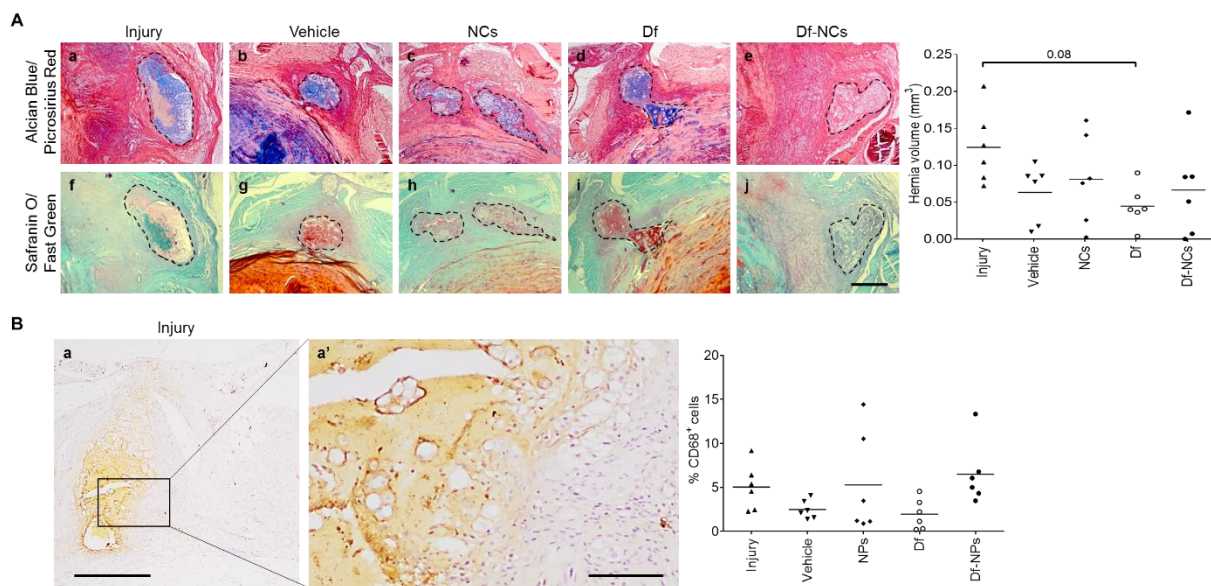 A
Injury
Vehicle
NCs
Df
Df-NCs
Alcian Blue/
Picrosirius Red
a
b
c
d
e
Safranin O/
Fast Green
f
g
h
i
j
Hernia volume (mm³)
0.25
0.20
0.15
0.10
0.05
0.00
0.08
Injury
Vehicle
NCs
Df
Df-NCs
B
Injury
a
a'
% CD68⁺ cells
20
15
10
5
0
Injury
Vehicle
NPs
Df
Df-NPs